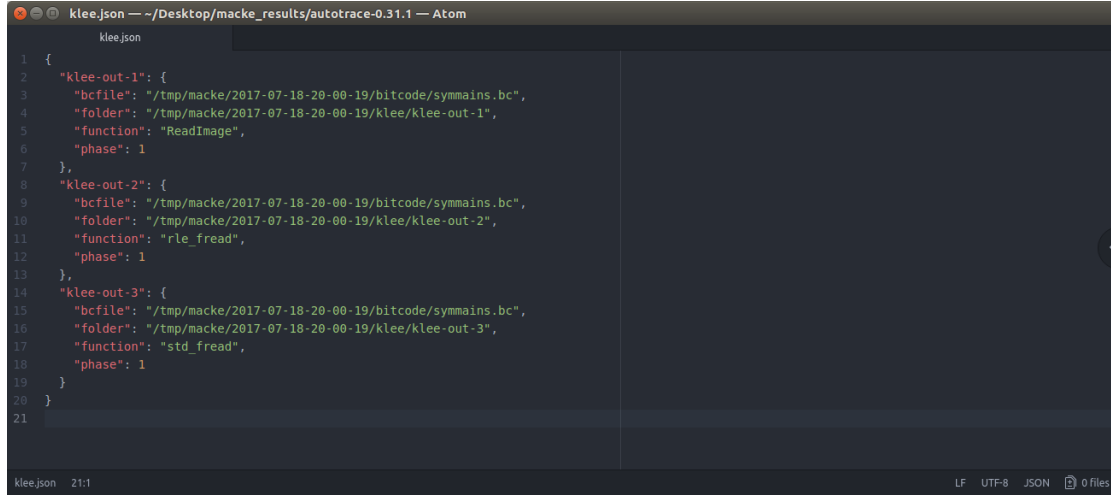 klee.json — ~/Desktop/macke_results/autotrace-0.31.1 — Atom
klee.json
1 {
2 "klee-out-1": {
3 "bcfile": "/tmp/macke/2017-07-18-20-00-19/bitcode/symmains.bc",
4 "folder": "/tmp/macke/2017-07-18-20-00-19/klee/klee-out-1",
5 "function": "ReadImage",
6 "phase": 1
7 },
8 "klee-out-2": {
9 "bcfile": "/tmp/macke/2017-07-18-20-00-19/bitcode/symmains.bc",
10 "folder": "/tmp/macke/2017-07-18-20-00-19/klee/klee-out-2",
11 "function": "rle_fread",
12 "phase": 1
13 },
14 "klee-out-3": {
15 "bcfile": "/tmp/macke/2017-07-18-20-00-19/bitcode/symmains.bc",
16 "folder": "/tmp/macke/2017-07-18-20-00-19/klee/klee-out-3",
17 "function": "std_fread",
18 "phase": 1
19 }
20 }
21
klee.json 21:1 LF UTF-8 JSON 0 files